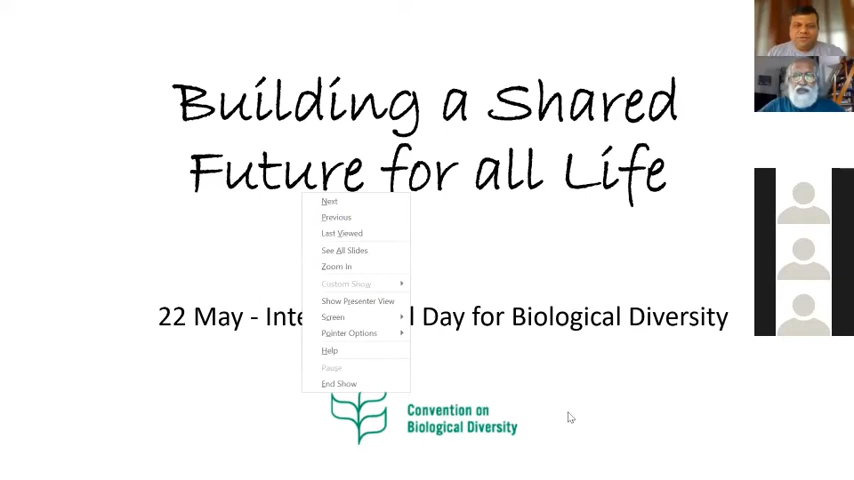 Building a Shared
Future for all Life
Next
Previous
Last Viewed
See All Slides
Zoom In
Custom Show
Show Presenter View
22 May - Inte l Day for Biological Diversity
Screen
Pointer Options
Help
Pause
End Show
Convention on
Biological Diversity